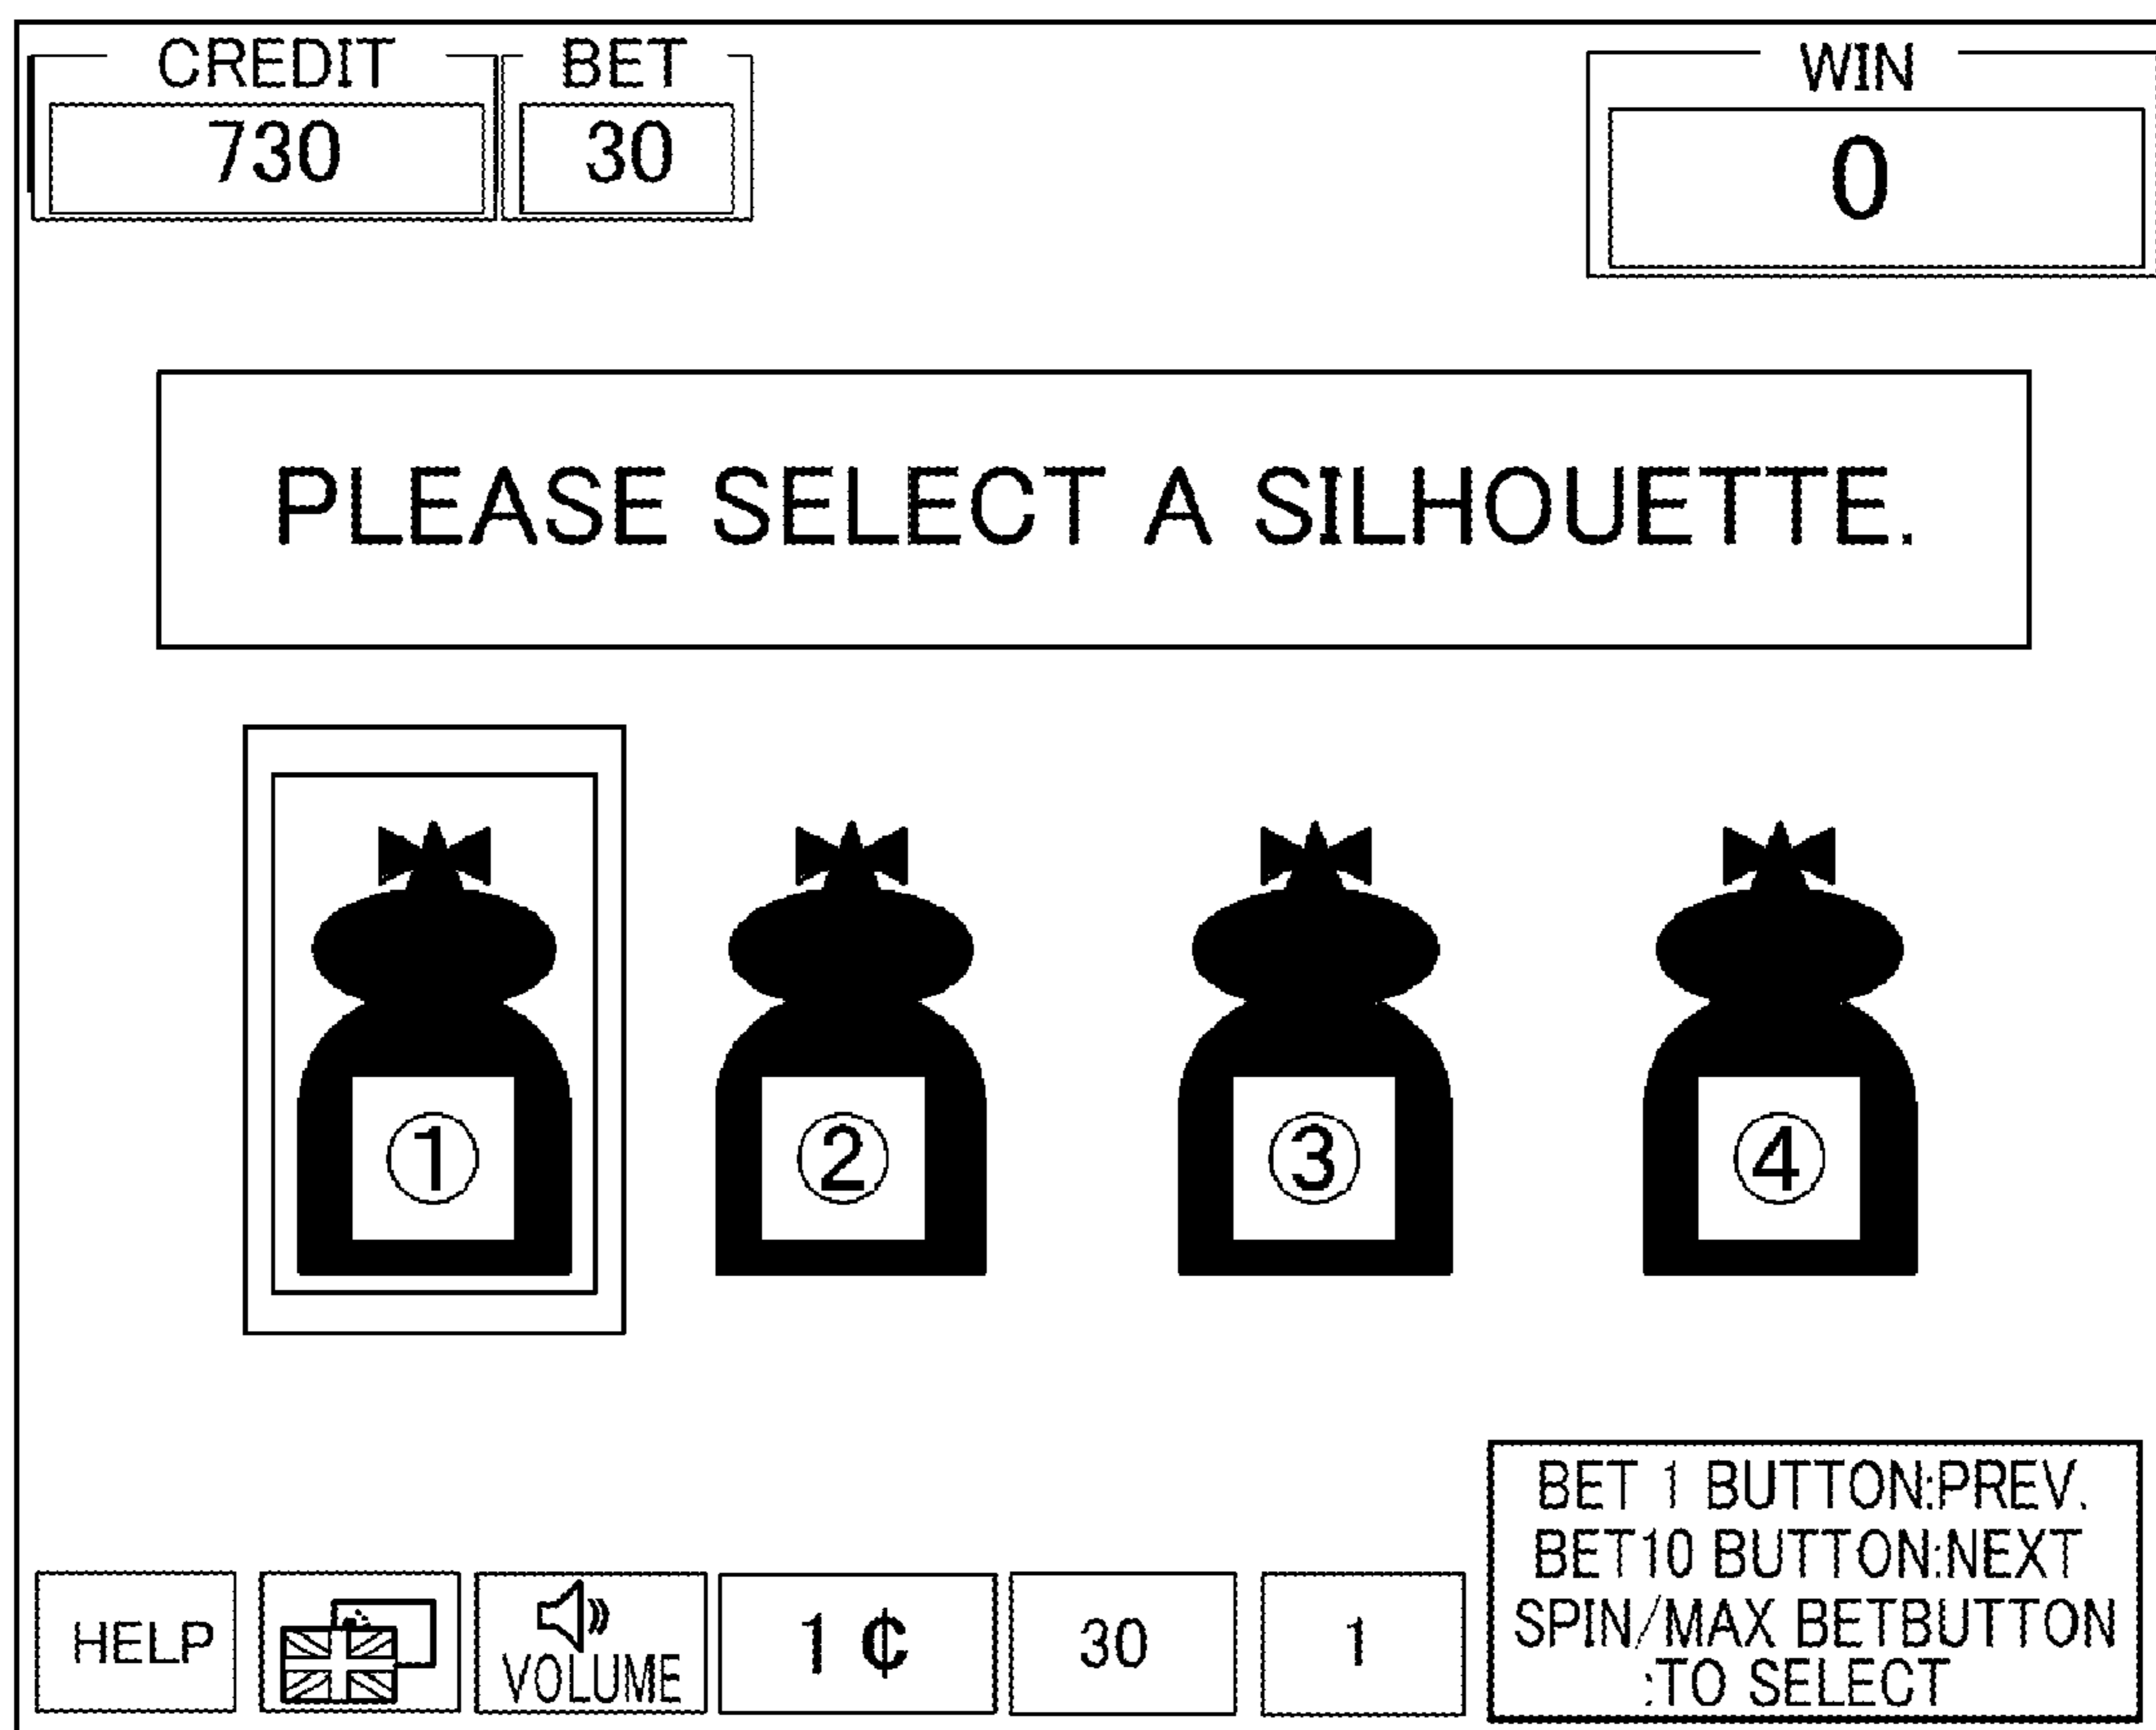 CREDIT BET WIN
730 30 0
PLEASE SELECT A SILHOUETTE.
① ② ③ ④
BET 1 BUTTON:PREV.
BET10 BUTTON:NEXT
SPIN/MAX BETBUTTON
:TO SELECT
HELP VOLUME 1 ¢ 30 1